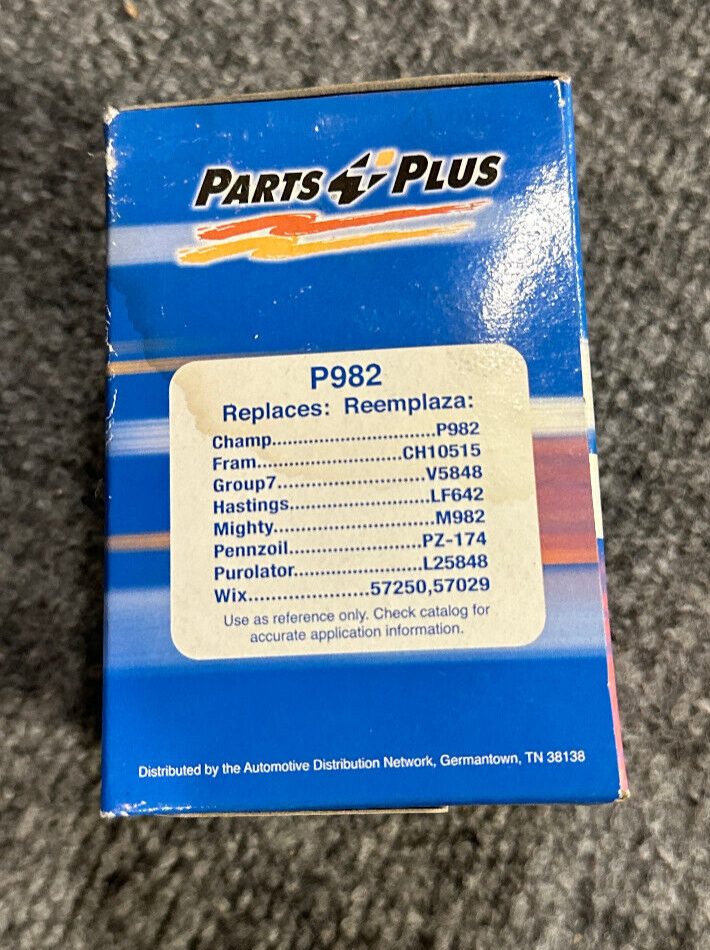 PARTS PLUS
P982
Replaces: Reemplaza:
Champ...............................P982
Fram...........................CH10515
Group7............................V5848
Hastings..........................LF642
Mighty..............................M982
Pennzoil.........................PZ-174
Purolator........................L25848
Wix......................57250,57029
Use as reference only. Check catalog for
accurate application information.
Distributed by the Automotive Distribution Network, Germantown, TN 38138